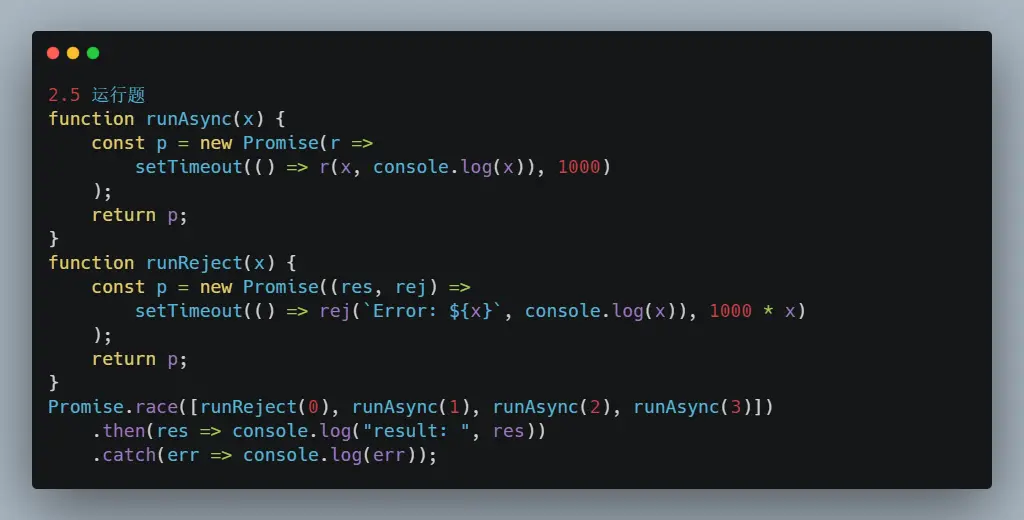 2.5 运行题
function runAsync(x) {
    const p = new Promise(r =>
        setTimeout(() => r(x, console.log(x)), 1000)
    );
    return p;
}
function runReject(x) {
    const p = new Promise((res, rej) =>
        setTimeout(() => rej(`Error: ${x}`, console.log(x)), 1000 * x)
    );
    return p;
}
Promise.race([runReject(0), runAsync(1), runAsync(2), runAsync(3)])
    .then(res => console.log("result: ", res))
    .catch(err => console.log(err));